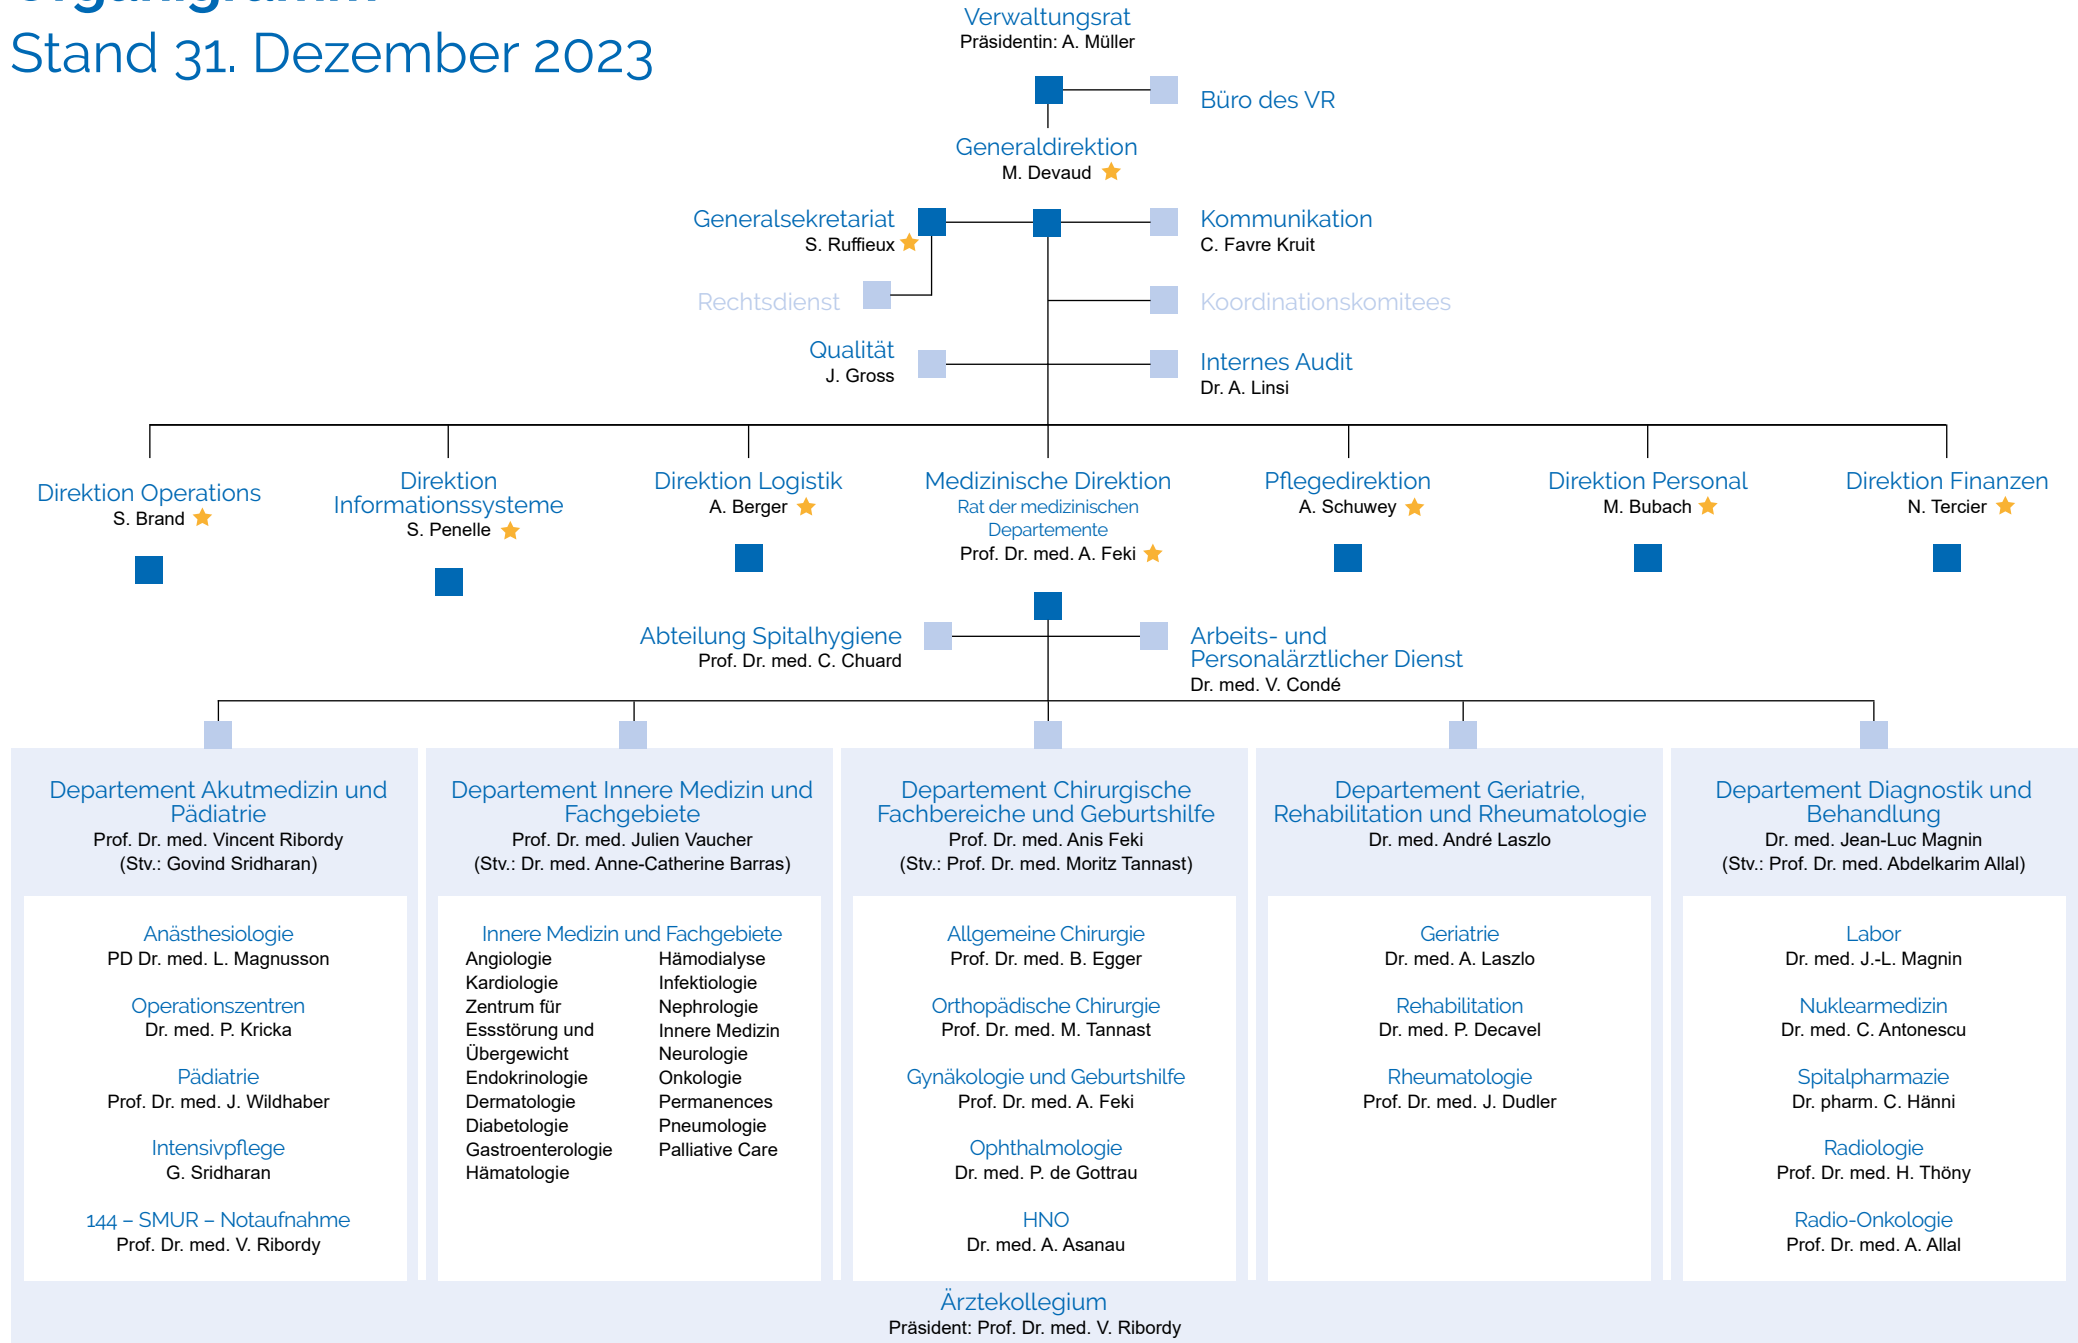 Stand 31. Dezember 2023
Verwaltungsrat
Präsidentin: A. Müller
Büro des VR
Generaldirektion
M. Devaud
Generalsekretariat
S. Ruffieux
Kommunikation
C. Favre Kruit
Rechtsdienst
Koordinationskomitees
Qualität
J. Gross
Internes Audit
Dr. A. Linsi
Direktion Operations
S. Brand
Direktion
Informationssysteme
S. Penelle
Direktion Logistik
A. Berger
Medizinische Direktion
Rat der medizinischen
Departemente
Prof. Dr. med. A. Feki
Pflegedirektion
A. Schuwey
Direktion Personal
M. Bubach
Direktion Finanzen
N. Tercier
Abteilung Spitalhygiene
Prof. Dr. med. C. Chuard
Arbeits- und
Personalärztlicher Dienst
Dr. med. V. Condé
Departement Akutmedizin und
Pädiatrie
Prof. Dr. med. Vincent Ribordy
(Stv.: Govind Sridharan)
Anästhesiologie
PD Dr. med. L. Magnusson
Operationszentren
Dr. med. P. Kricka
Pädiatrie
Prof. Dr. med. J. Wildhaber
Intensivpflege
G. Sridharan
144 – SMUR – Notaufnahme
Prof. Dr. med. V. Ribordy
Departement Innere Medizin und
Fachgebiete
Prof. Dr. med. Julien Vaucher
(Stv.: Dr. med. Anne-Catherine Barras)
Innere Medizin und Fachgebiete
Angiologie
Kardiologie
Zentrum für
Essstörung und
Übergewicht
Endokrinologie
Dermatologie
Diabetologie
Gastroenterologie
Hämatologie
Hämodialyse
Infektiologie
Nephrologie
Innere Medizin
Neurologie
Onkologie
Permanences
Pneumologie
Palliative Care
Departement Chirurgische
Fachbereiche und Geburtshilfe
Prof. Dr. med. Anis Feki
(Stv.: Prof. Dr. med. Moritz Tannast)
Allgemeine Chirurgie
Prof. Dr. med. B. Egger
Orthopädische Chirurgie
Prof. Dr. med. M. Tannast
Gynäkologie und Geburtshilfe
Prof. Dr. med. A. Feki
Ophthalmologie
Dr. med. P. de Gottrau
HNO
Dr. med. A. Asanau
Departement Geriatrie,
Rehabilitation und Rheumatologie
Dr. med. André Laszlo
Geriatrie
Dr. med. A. Laszlo
Rehabilitation
Dr. med. P. Decavel
Rheumatologie
Prof. Dr. med. J. Dudler
Departement Diagnostik und
Behandlung
Dr. med. Jean-Luc Magnin
(Stv.: Prof. Dr. med. Abdelkarim Allal)
Labor
Dr. med. J.-L. Magnin
Nuklearmedizin
Dr. med. C. Antonescu
Spitalpharmazie
Dr. pharm. C. Hänni
Radiologie
Prof. Dr. med. H. Thöny
Radio-Onkologie
Prof. Dr. med. A. Allal
Ärztekollegium
Präsident: Prof. Dr. med. V. Ribordy